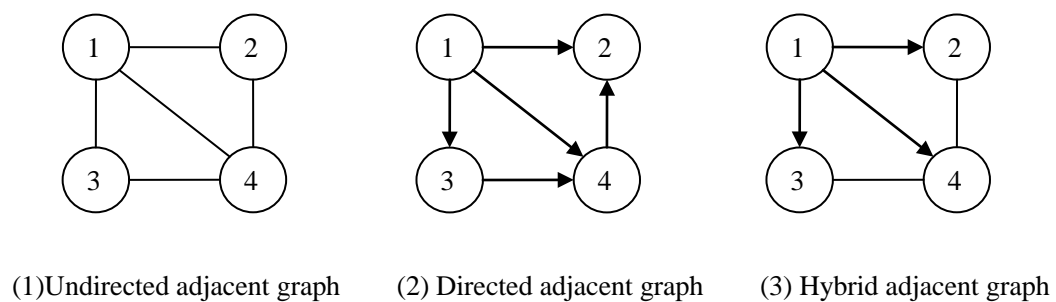 1 2 1 2 1 2
3 4 3 4 3 4
(1)Undirected adjacent graph (2) Directed adjacent graph (3) Hybrid adjacent graph